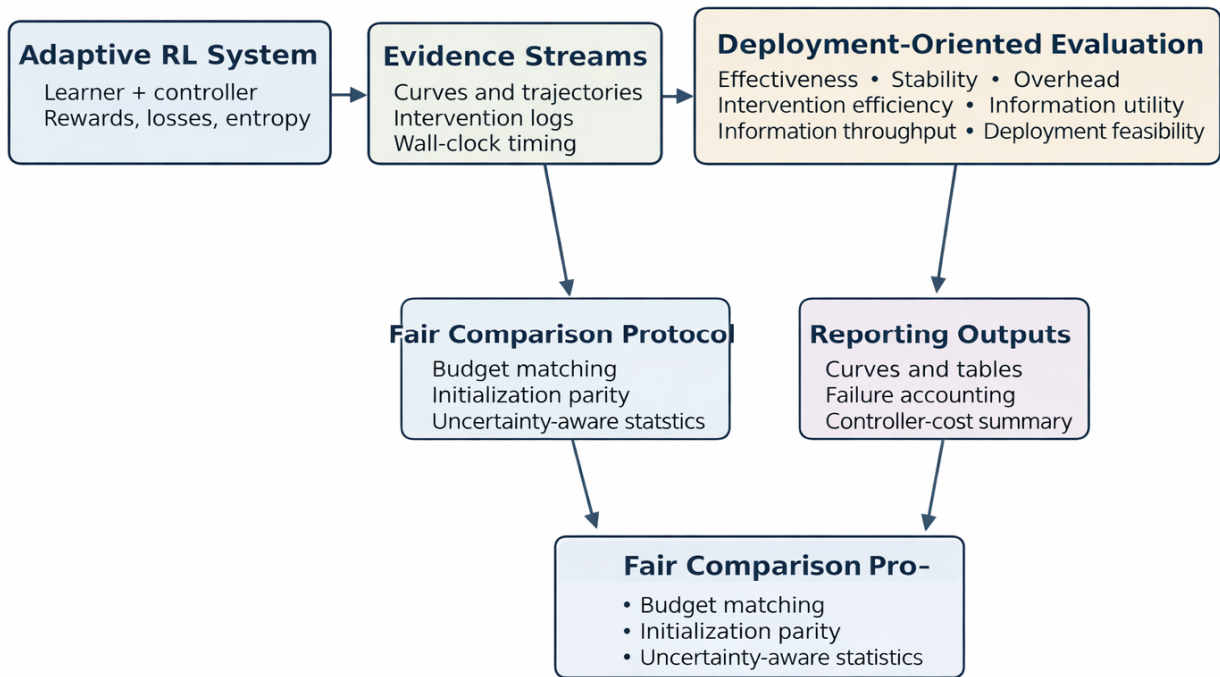 Adaptive RL System
Learner + controller
Rewards, losses, entropy
Evidence Streams
Curves and trajectories
Intervention logs
Wall-clock timing
Deployment-Oriented Evaluation
Effectiveness • Stability • Overhead
Intervention efficiency • Information utility
Information throughput • Deployment feasibility
Fair Comparison Protocol
Budget matching
Initialization parity
Uncertainty-aware statstics
Reporting Outputs
Curves and tables
Failure accounting
Controller-cost summary
Fair Comparison Pro–
• Budget matching
• Initialization parity
• Uncertainty-aware statistics